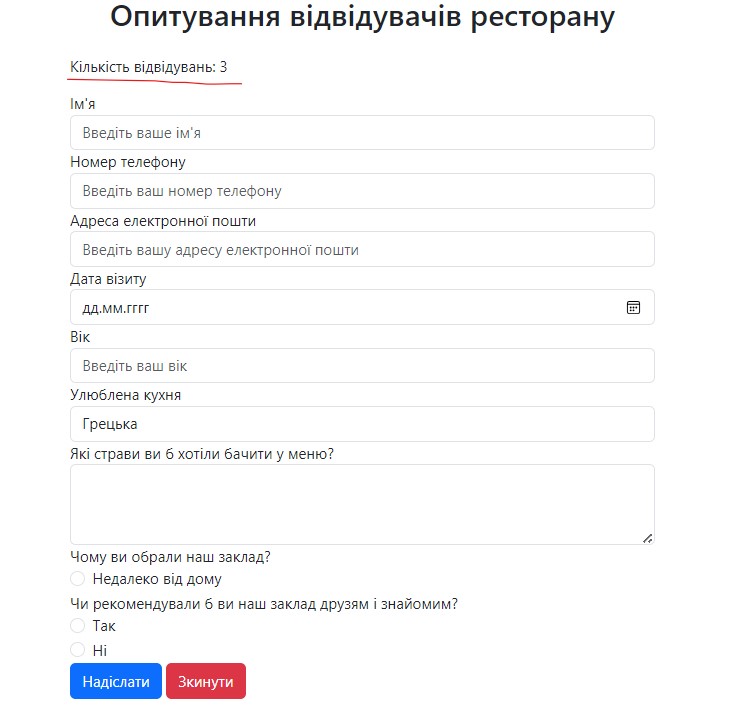 Опитування відвідувачів ресторану
Кількість відвідувань: 3
Ім'я
Введіть ваше ім'я
Номер телефону
Введіть ваш номер телефону
Адреса електронної пошти
Введіть вашу адресу електронної пошти
Дата візиту
дд.мм.гггг
Вік
Введіть ваш вік
Улюблена кухня
Грецька
Які страви ви б хотіли бачити у меню?
Чому ви обрали наш заклад?
Недалеко від дому
Чи рекомендували б ви наш заклад друзям і знайомим?
Так
Ні
Надіслати Зкинути